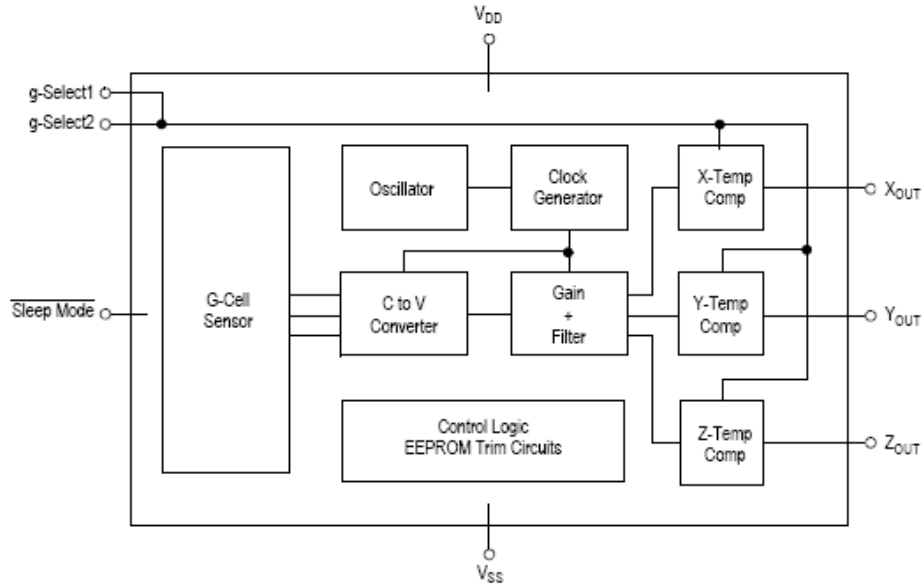 VDD
g-Select1
g-Select2
Oscillator
Clock
Generator
X-Temp
Comp
XOUT
Sleep Mode
G-Cell
Sensor
C to V
Converter
Gain
+
Filter
Y-Temp
Comp
YOUT
Control Logic
EEPROM Trim Circuits
Z-Temp
Comp
ZOUT
VSS